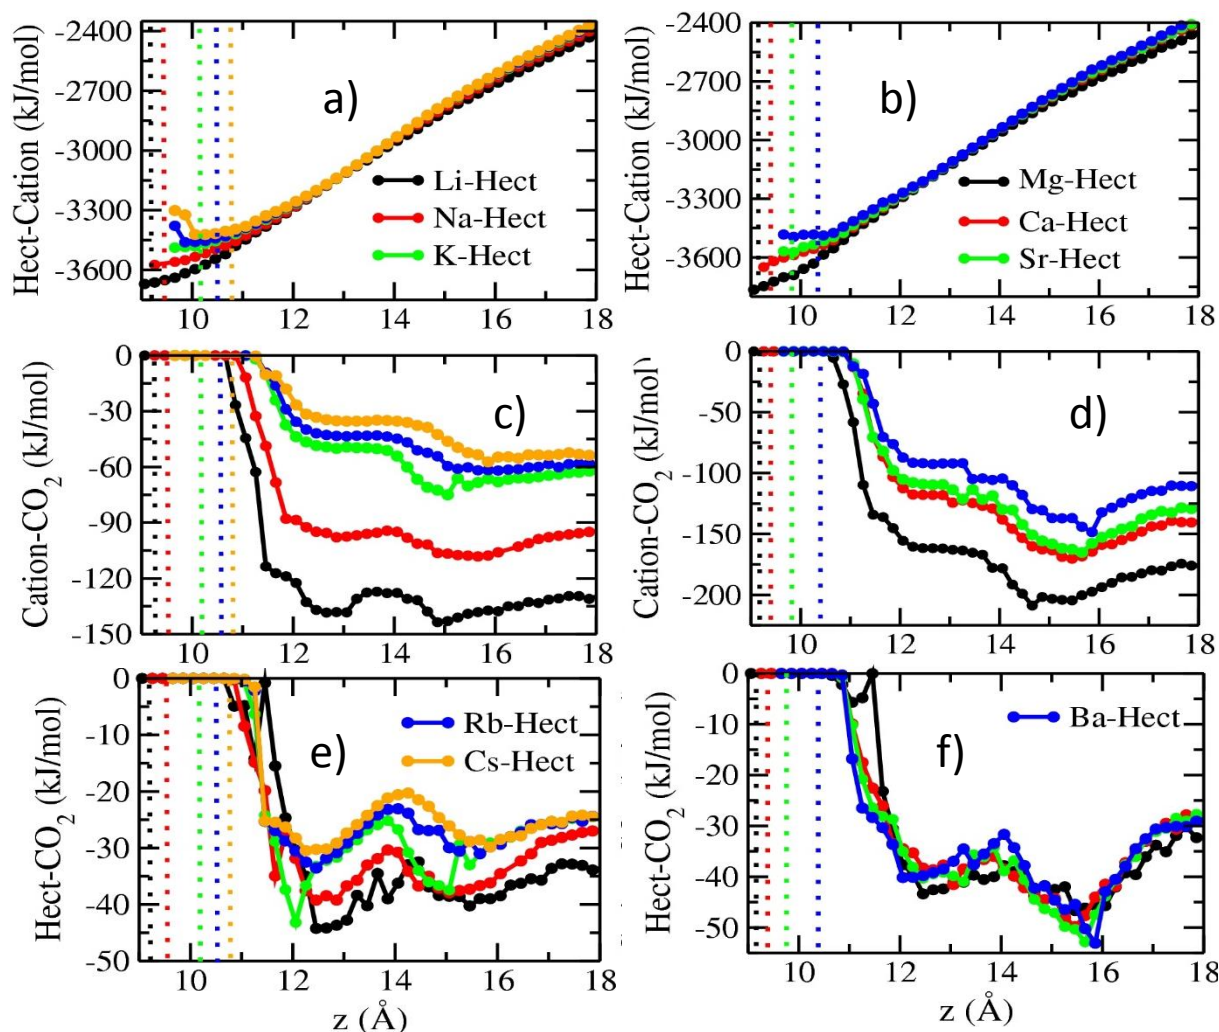 Hect-Cation (kJ/mol)
-2400
-2700
-3000
-3300
-3600
a)
Li-Hect
Na-Hect
K-Hect
10 12 14 16 18
Hect-Cation (kJ/mol)
-2400
-2700
-3000
-3300
-3600
b)
Mg-Hect
Ca-Hect
Sr-Hect
10 12 14 16 18
Cation-CO2 (kJ/mol)
0
-30
-60
-90
-120
-150
c)
10 12 14 16 18
Cation-CO2 (kJ/mol)
0
-50
-100
-150
-200
d)
10 12 14 16 18
Hect-CO2 (kJ/mol)
0
-10
-20
-30
-40
-50
e)
Rb-Hect
Cs-Hect
10 12 14 16 18
z (Å)
Hect-CO2 (kJ/mol)
0
-10
-20
-30
-40
-50
f)
Ba-Hect
10 12 14 16 18
z (Å)